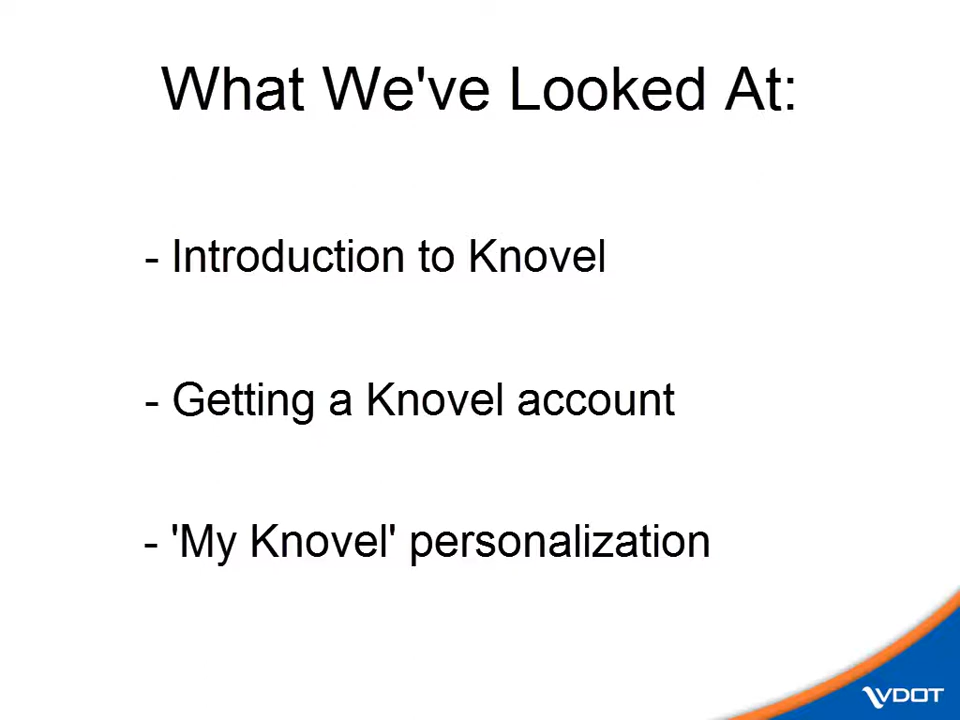 What We've Looked At:
- Introduction to Knovel
- Getting a Knovel account
- 'My Knovel' personalization
VDOT